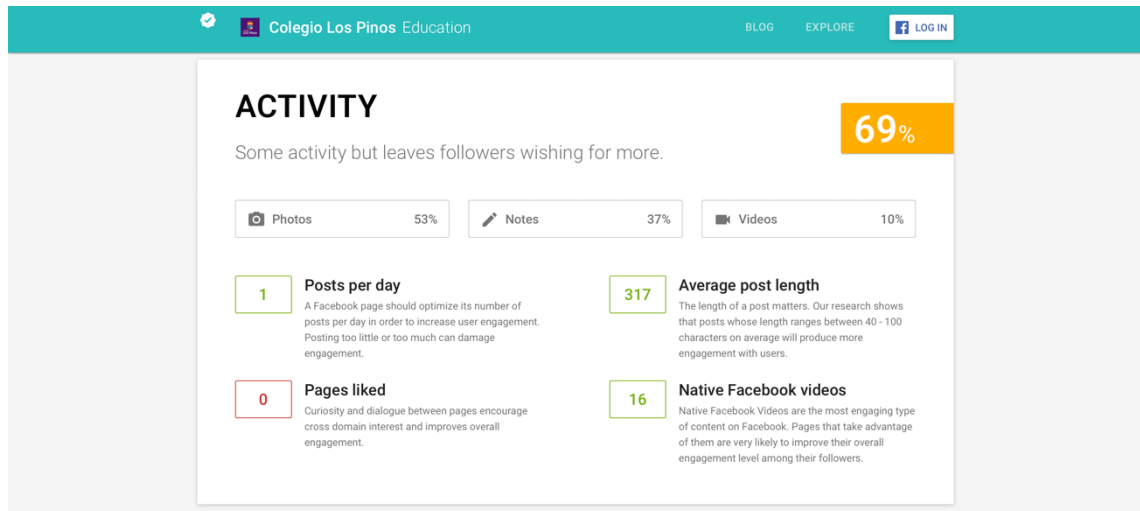 Colegio Los Pinos Education
BLOG
EXPLORE
LOG IN
ACTIVITY
69%
Some activity but leaves followers wishing for more.
Photos 53%
Notes 37%
Videos 10%
1
Posts per day
A Facebook page should optimize its number of
posts per day in order to increase user engagement.
Posting too little or too much can damage
engagement.
317
Average post length
The length of a post matters. Our research shows
that posts whose length ranges between 40 - 100
characters on average will produce more
engagement with users.
0
Pages liked
Curiosity and dialogue between pages encourage
cross domain interest and improves overall
engagement.
16
Native Facebook videos
Native Facebook Videos are the most engaging type
of content on Facebook. Pages that take advantage
of them are very likely to improve their overall
engagement level among their followers.